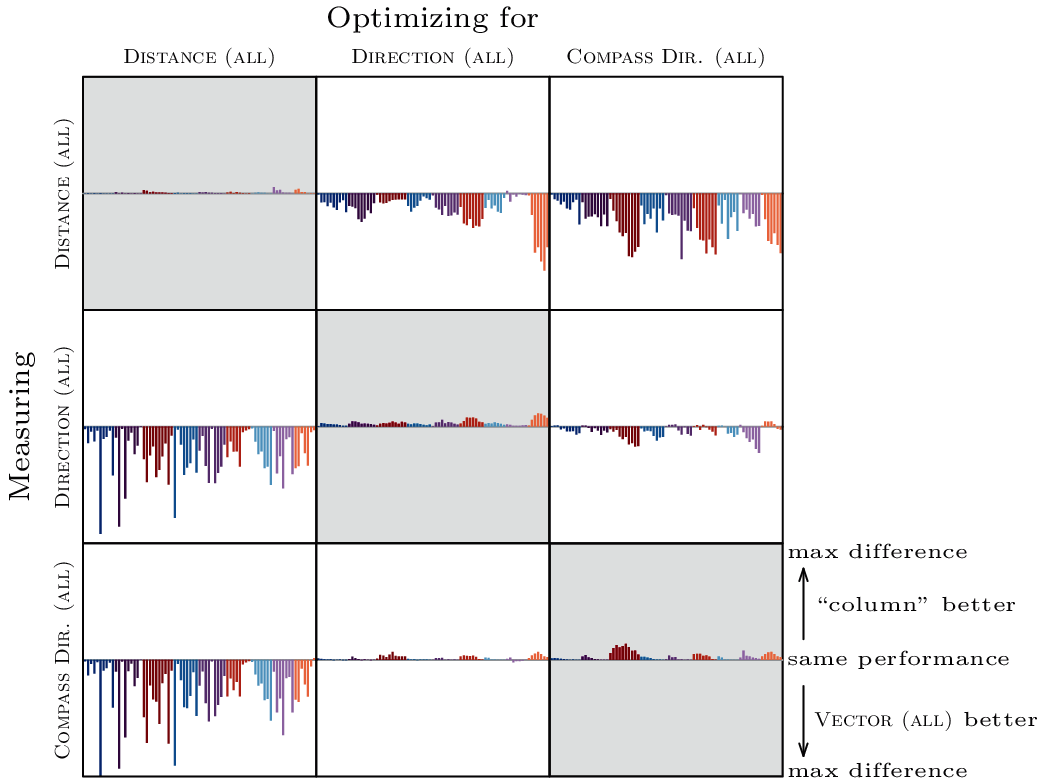 Optimizing for
Distance (all) Direction (all) Compass Dir. (all)
Measuring
Distance (all)
Direction (all)
Compass Dir. (all)
max difference
“column” better
same performance
Vector (all) better
max difference